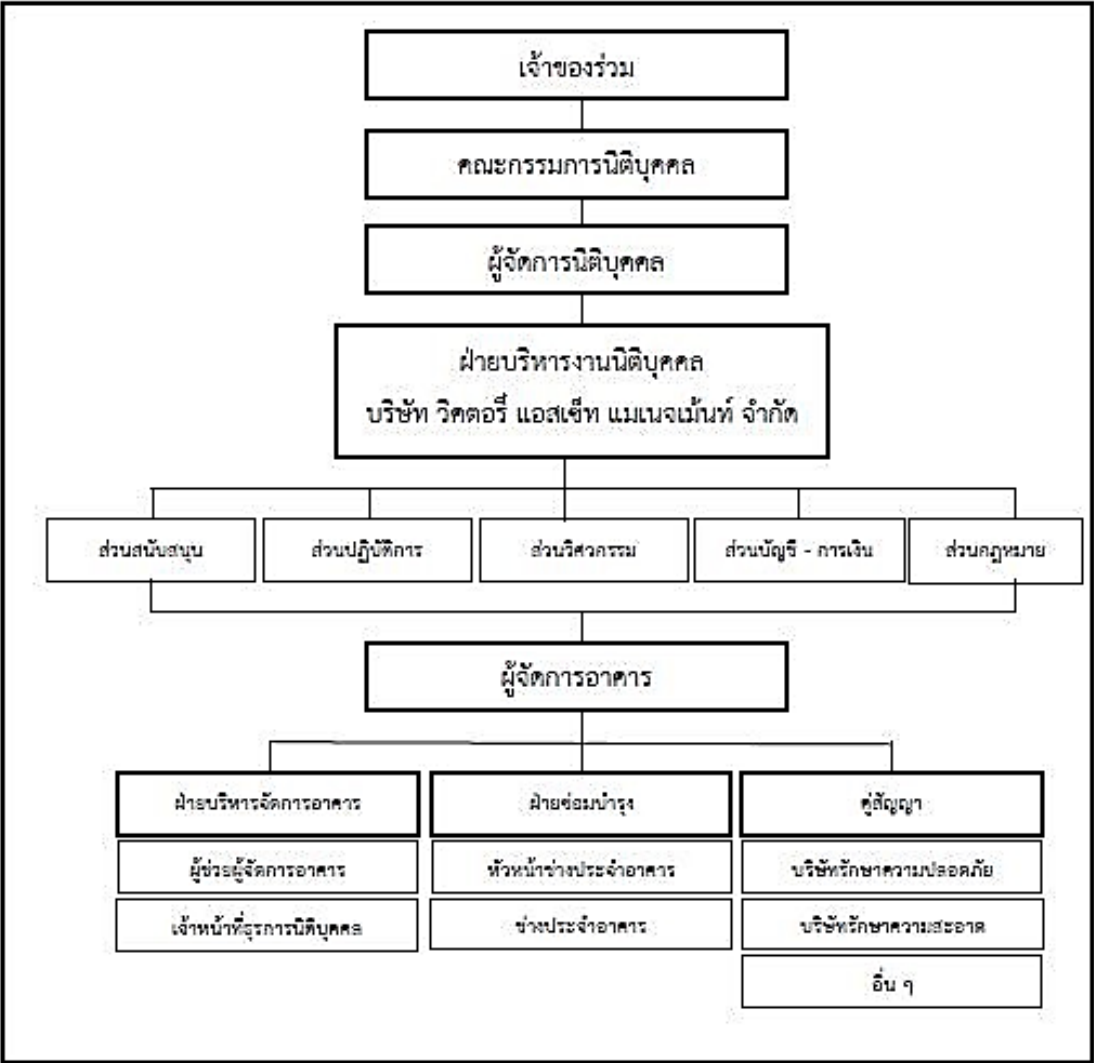 เจ้าของร่วม
คณะกรรมการนิติบุคคล
ผู้จัดการนิติบุคคล
ฝ่ายบริหารงานนิติบุคคล
บริษัท วิคตอรี่ แอสเซ็ท แมเนจเม้นท์ จำกัด
ส่วนสนับสนุน
ส่วนปฏิบัติการ
ส่วนวิศวกรรม
ส่วนบัญชี - การเงิน
ส่วนกฎหมาย
ผู้จัดการอาคาร
ฝ่ายบริหารจัดการอาคาร
ฝ่ายซ่อมบำรุง
คู่สัญญา
ผู้ช่วยผู้จัดการอาคาร
หัวหน้าช่างประจำอาคาร
บริษัทรักษาความปลอดภัย
เจ้าหน้าที่ธุรการนิติบุคคล
ช่างประจำอาคาร
บริษัทรักษาความสะอาด
อื่น ๆ